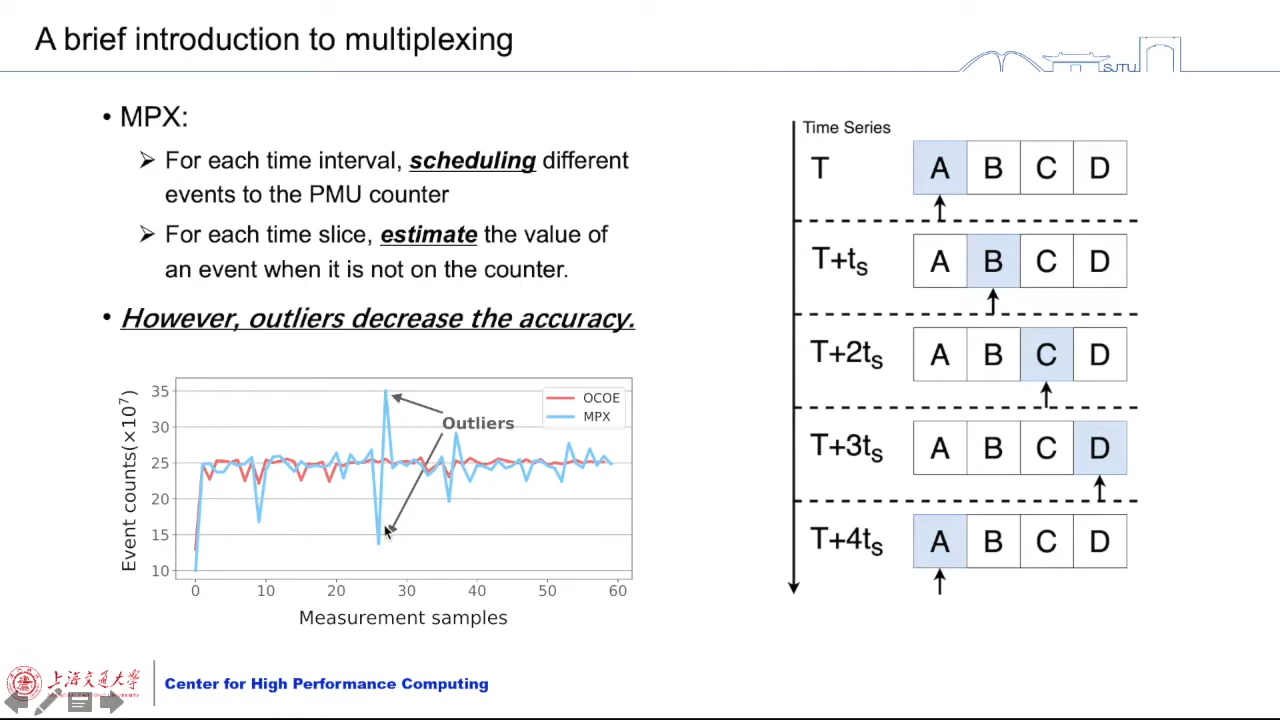 A brief introduction to multiplexing
SJTU
• MPX:
➢ For each time interval, scheduling different
events to the PMU counter
➢ For each time slice, estimate the value of
an event when it is not on the counter.
• However, outliers decrease the accuracy.
Event counts(×10⁷)
35
30
25
20
15
10
0 10 20 30 40 50 60
Measurement samples
Outliers
OCOE
MPX
Time Series
T A B C D
T+ts A B C D
T+2ts A B C D
T+3ts A B C D
T+4ts A B C D
上海交通大学
Center for High Performance Computing